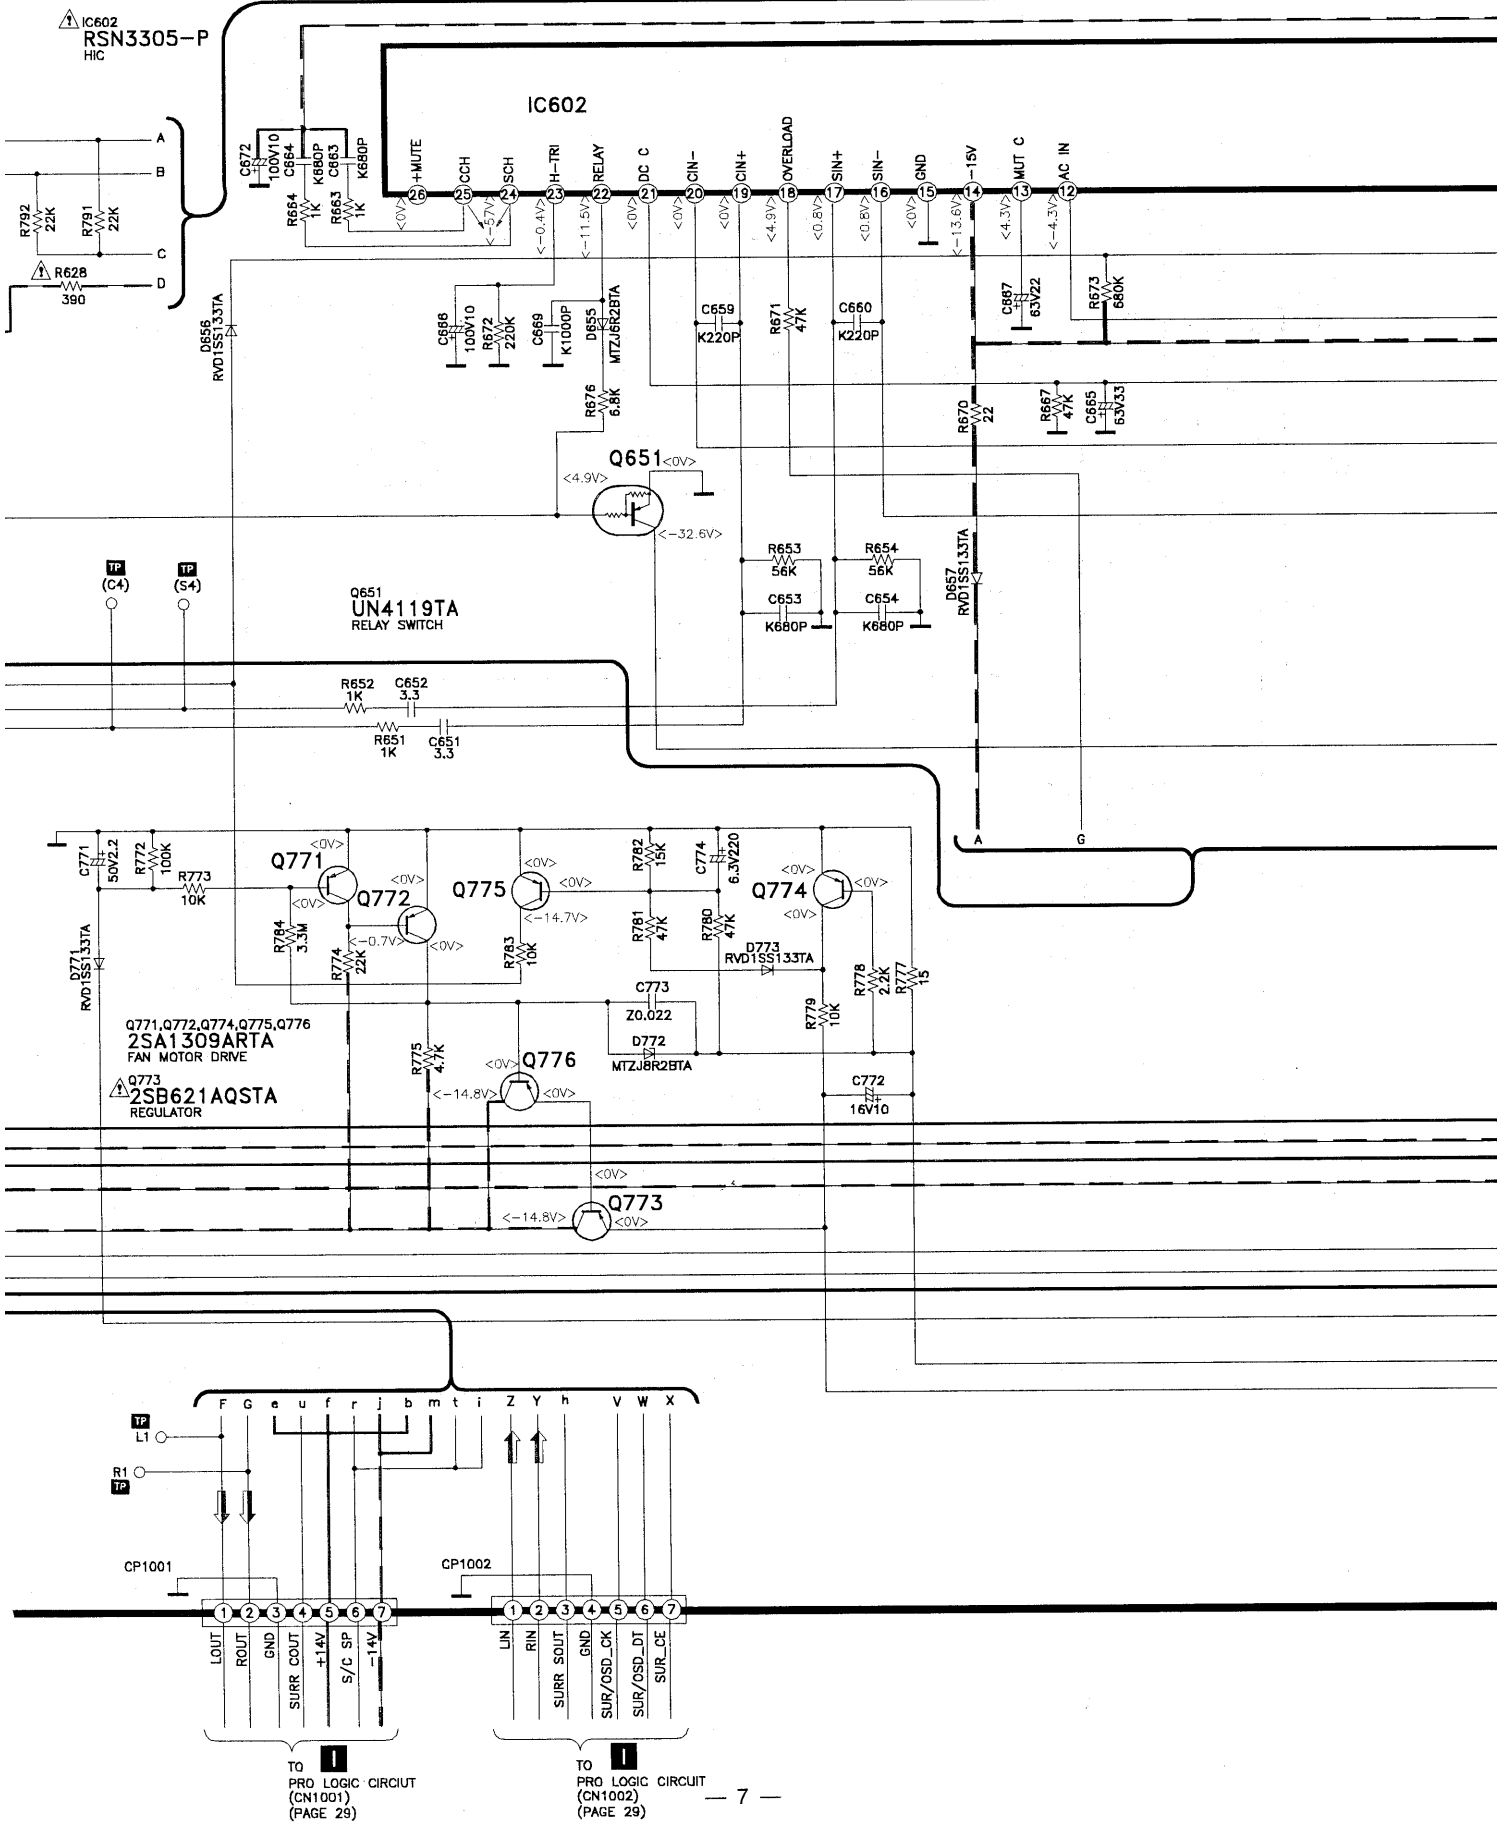 IC602
RSN3305-P
HIC
A
B
C
D
R792
22K
R791
22K
R628
390
C672
100V10
C664
K680P
C663
K680P
R664
1K
R663
1K
IC602
+MUTE
CCH
SCH
H-TRI
RELAY
DC C
CIN-
CIN+
OVERLOAD
SIN+
SIN-
GND
-15V
MUT C
AC IN
26
25
24
23
22
21
20
19
18
17
16
15
14
13
12
<0V>
<-57V>
<-0.4V>
<-11.5V>
<0V>
<0V>
<0V>
<4.9V>
<0.8V>
<0.8V>
<0V>
<-13.6V>
<4.3V>
<-4.3V>
D656
RVD1SS133TA
C668
100V10
R672
220K
C669
K1000P
D655
MTZJ6R2BTA
R676
6.8K
C659
K220P
R671
47K
C660
K220P
C667
63V22
R673
680K
R670
22
R667
47K
C665
63V33
Q651
<0V>
<4.9V>
<-32.6V>
R653
56K
R654
56K
C653
K680P
C654
K680P
D657
RVD1SS133TA
TP
(C4)
TP
(S4)
Q651
UN4119TA
RELAY SWITCH
R652
1K
C652
3.3
R651
1K
C651
3.3
A
G
C771
50V2.2
R772
100K
R773
10K
Q771
<0V>
<0V>
Q772
<0V>
<-0.7V>
<0V>
R784
3.3M
R774
22K
Q775
<0V>
<0V>
<-14.7V>
R783
10K
R782
15K
C774
6.3V220
R781
47K
R780
47K
Q774
<0V>
<0V>
D773
RVD1SS133TA
R778
2.2K
R777
15
R779
10K
D771
RVD1SS133TA
C773
Z0.022
D772
MTZJ8R2BTA
Q771,Q772,Q774,Q775,Q776
2SA1309ARTA
FAN MOTOR DRIVE
Q773
2SB621AQSTA
REGULATOR
R775
4.7K
Q776
<0V>
<-14.8V>
<0V>
C772
16V10
Q773
<0V>
<-14.8V>
<0V>
F G e u f r j b m t i Z Y h V W X
TP
L1
R1
TP
CP1001
CP1002
1 2 3 4 5 6 7
1 2 3 4 5 6 7
LOUT
ROUT
GND
SURR COUT
+14V
S/C SP
-14V
LIN
RIN
SURR SOUT
GND
SUR/OSD_CK
SUR/OSD_DT
SUR_CE
TO I
PRO LOGIC CIRCIUT
(CN1001)
(PAGE 29)
TO I
PRO LOGIC CIRCUIT
(CN1002)
(PAGE 29)
— 7 —